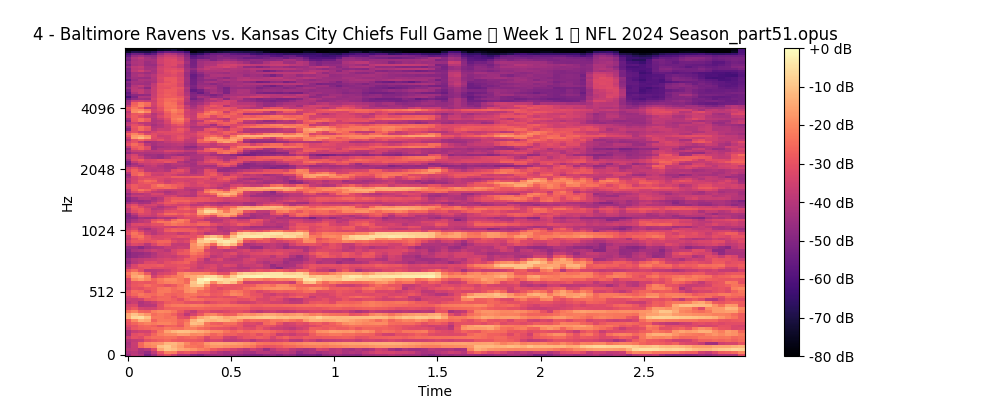 4 - Baltimore Ravens vs. Kansas City Chiefs Full Game ▯ Week 1 ▯ NFL 2024 Season_part51.opus
+0 dB
-10 dB
-20 dB
-30 dB
-40 dB
-50 dB
-60 dB
-70 dB
-80 dB
Hz
4096
2048
1024
512
0
0
0.5
1
1.5
2
2.5
Time